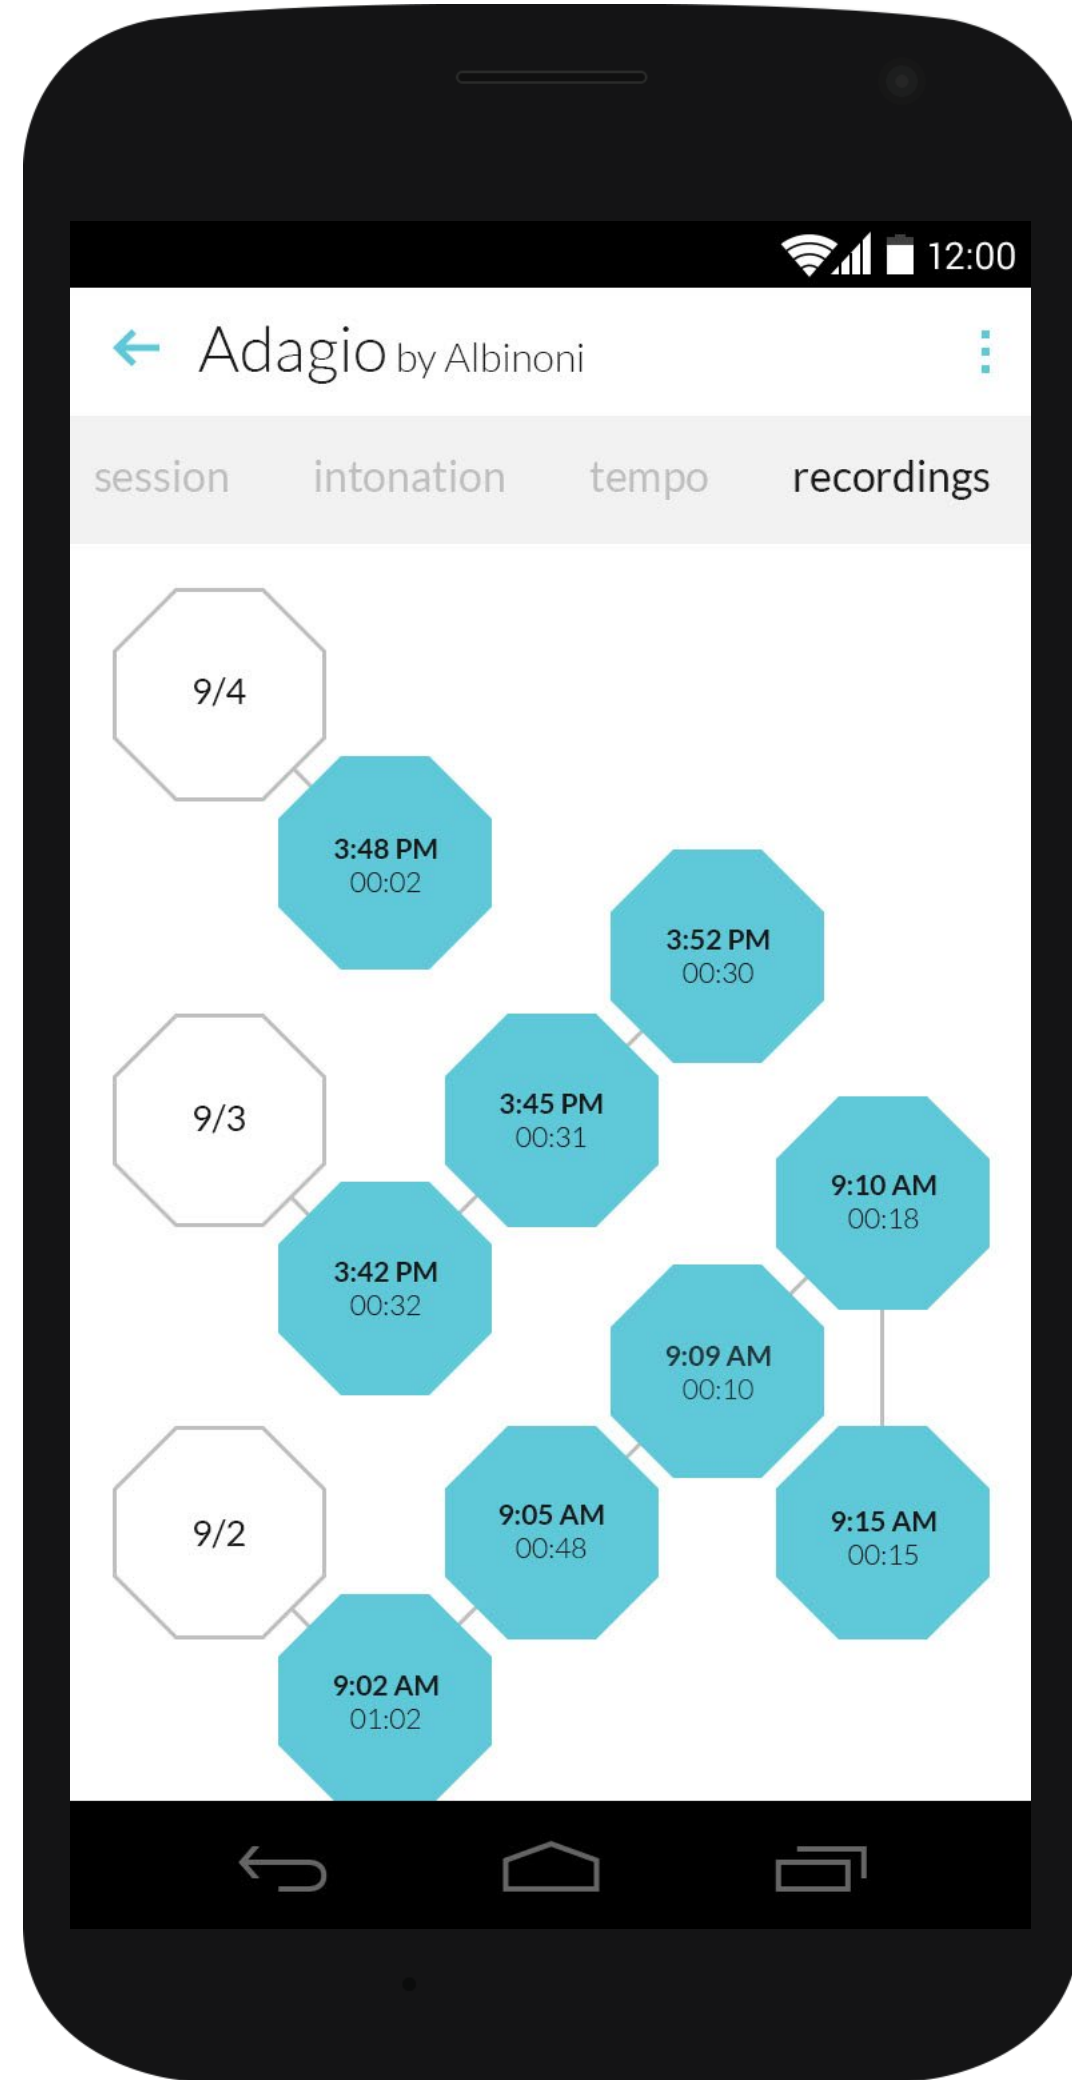 12:00
Adagio by Albinoni
session intonation tempo recordings
9/4
3:48 PM
00:02
3:52 PM
00:30
9/3
3:45 PM
00:31
9:10 AM
00:18
3:42 PM
00:32
9:09 AM
00:10
9/2
9:05 AM
00:48
9:15 AM
00:15
9:02 AM
01:02